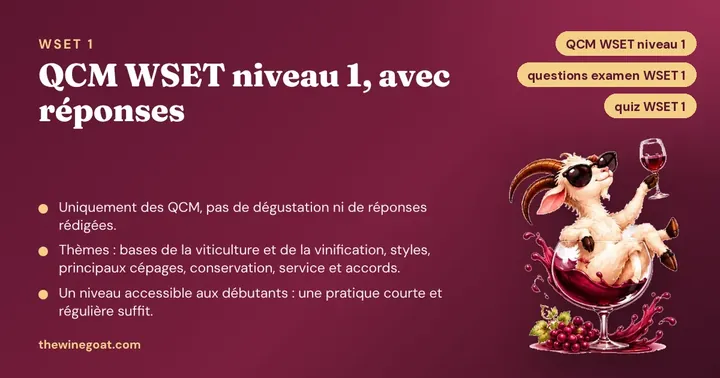 WSET 1
QCM WSET niveau 1, avec
réponses
QCM WSET niveau 1
questions examen WSET 1
quiz WSET 1
Uniquement des QCM, pas de dégustation ni de réponses
rédigées.
Thèmes : bases de la viticulture et de la vinification, styles,
principaux cépages, conservation, service et accords.
Un niveau accessible aux débutants : une pratique courte et
régulière suffit.
thewinegoat.com